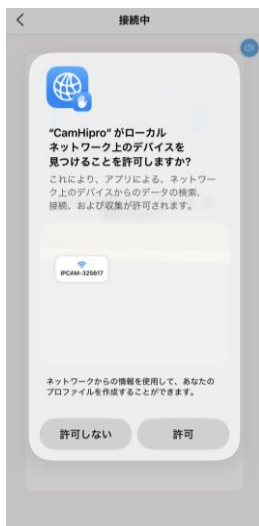 接続中
"CamHipro"がローカル
ネットワーク上のデバイスを
見つけることを許可しますか?
これにより、アプリによる、ネットワー
ク上のデバイスからのデータの検索、
接続、および収集が許可されます。
IPCAM-325617
ネットワークからの情報を使用して、あなたの
プロファイルを作成することができます。
許可しない
許可